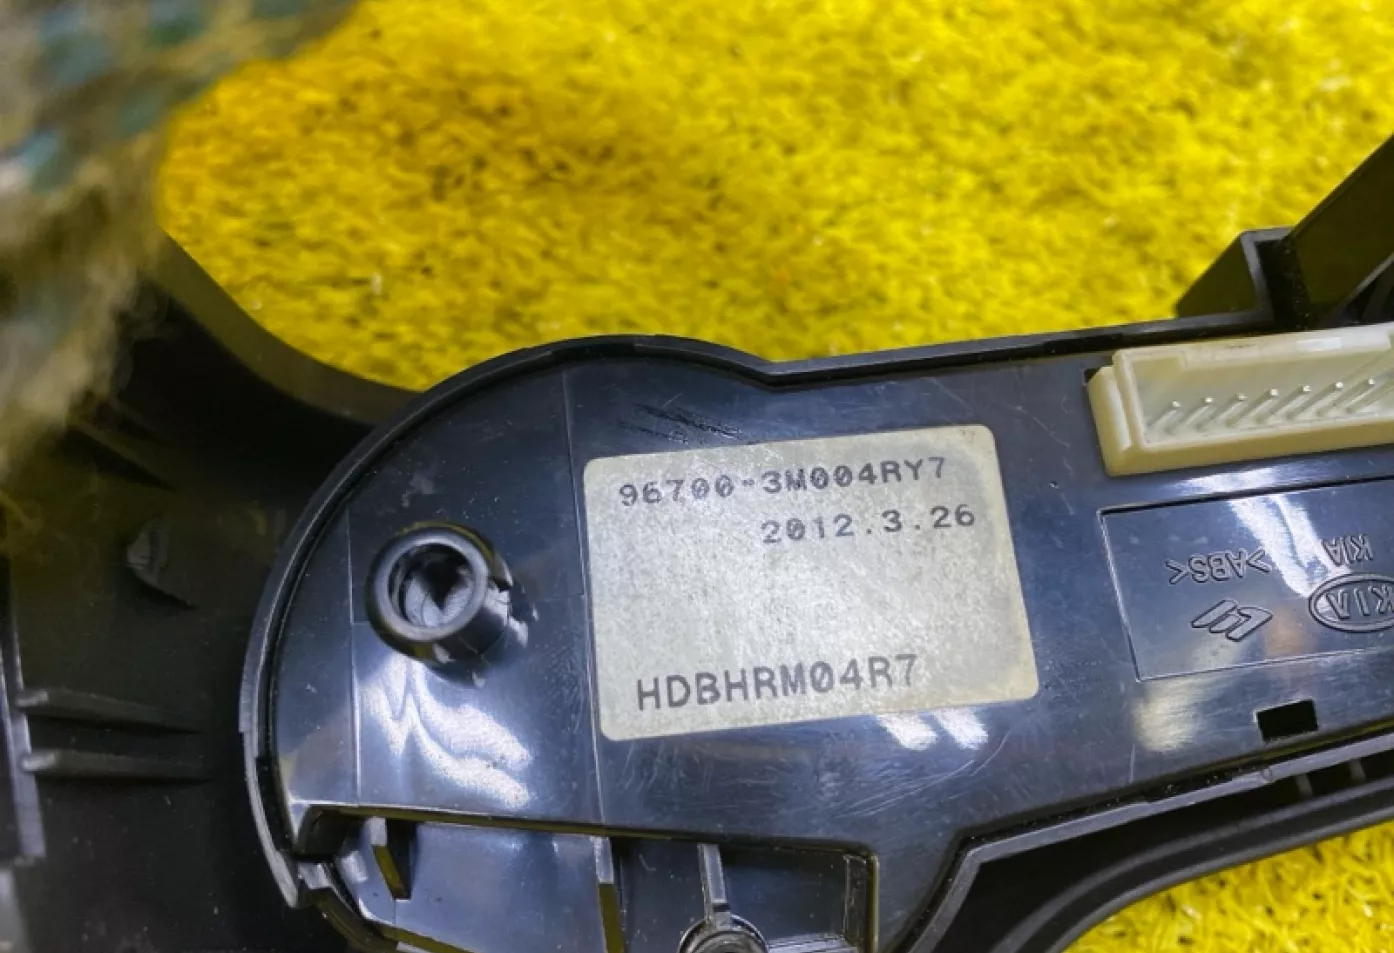 96700-3M004RY7
2012.3.26
HDBHRM04R7
>ABS<
KIA
KIA